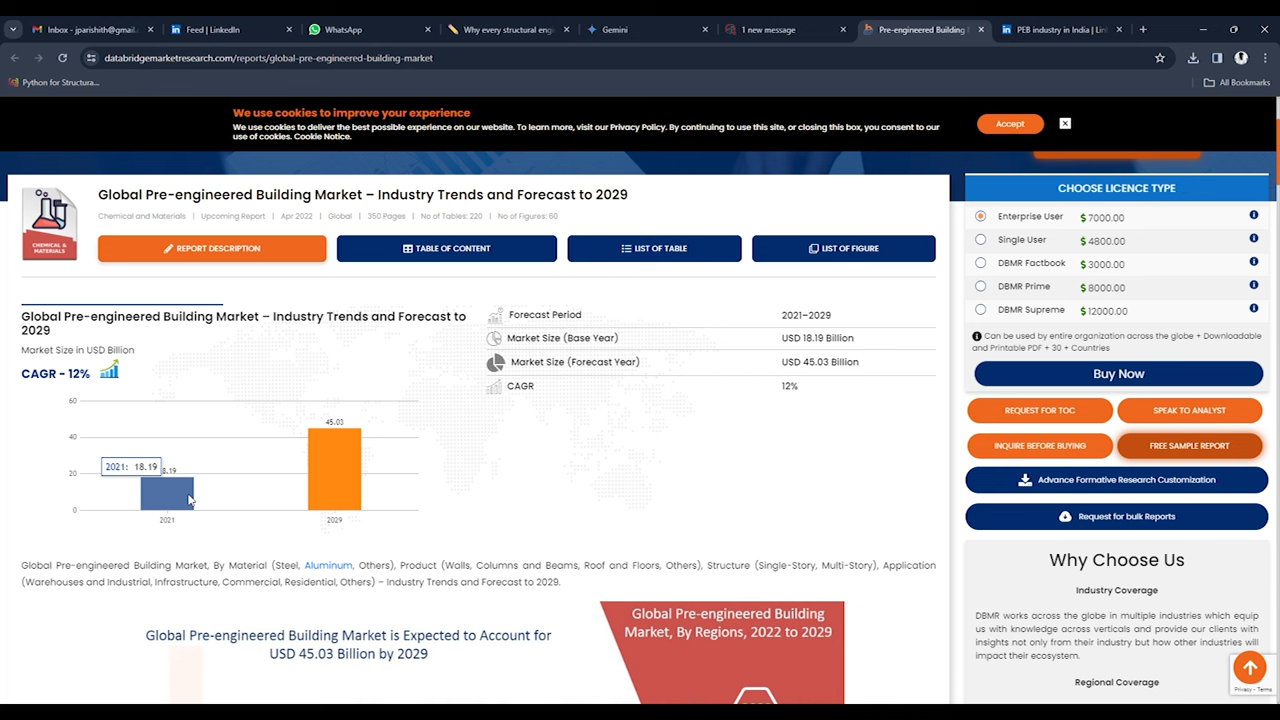 Inbox - jparishith@gmail.
Feed | LinkedIn
WhatsApp
Why every structural eng
Gemini
1 new message
Pre-engineered Building
PEB industry in India | Lin
databridgemarketresearch.com/reports/global-pre-engineered-building-market
Python for Structura...
All Bookmarks
We use cookies to improve your experience
We use cookies to deliver the best possible experience on our website. To learn more, visit our Privacy Policy. By continuing to use this site, or closing this box, you consent to our
use of cookies. Cookie Notice.
Accept
CHEMICAL &
MATERIALS
Global Pre-engineered Building Market – Industry Trends and Forecast to 2029
Chemical and Materials | Upcoming Report | Apr 2022 | Global | 350 Pages | No of Tables: 220 | No of Figures: 60
REPORT DESCRIPTION
TABLE OF CONTENT
LIST OF TABLE
LIST OF FIGURE
Global Pre-engineered Building Market – Industry Trends and Forecast to
2029
Market Size in USD Billion
CAGR - 12%
60
40
20
0
2021: 18.19
8.19
45.03
2021
2029
Forecast Period 2021–2029
Market Size (Base Year) USD 18.19 Billion
Market Size (Forecast Year) USD 45.03 Billion
CAGR 12%
Global Pre-engineered Building Market, By Material (Steel, Aluminum, Others), Product (Walls, Columns and Beams, Roof and Floors, Others), Structure (Single-Story, Multi-Story), Application
(Warehouses and Industrial, Infrastructure, Commercial, Residential, Others) – Industry Trends and Forecast to 2029.
Global Pre-engineered Building Market is Expected to Account for
USD 45.03 Billion by 2029
Global Pre-engineered Building
Market, By Regions, 2022 to 2029
CHOOSE LICENCE TYPE
Enterprise User $ 7000.00
Single User $ 4800.00
DBMR Factbook $ 3000.00
DBMR Prime $ 8000.00
DBMR Supreme $ 12000.00
Can be used by entire organization across the globe + Downloadable
and Printable PDF + 30 + Countries
Buy Now
REQUEST FOR TOC
SPEAK TO ANALYST
INQUIRE BEFORE BUYING
FREE SAMPLE REPORT
Advance Formative Research Customization
Request for bulk Reports
Why Choose Us
Industry Coverage
DBMR works across the globe in multiple industries which equip
us with knowledge across verticals and provide our clients with
insights not only from their industry but how other industries will
impact their ecosystem.
Regional Coverage
Privacy - Terms